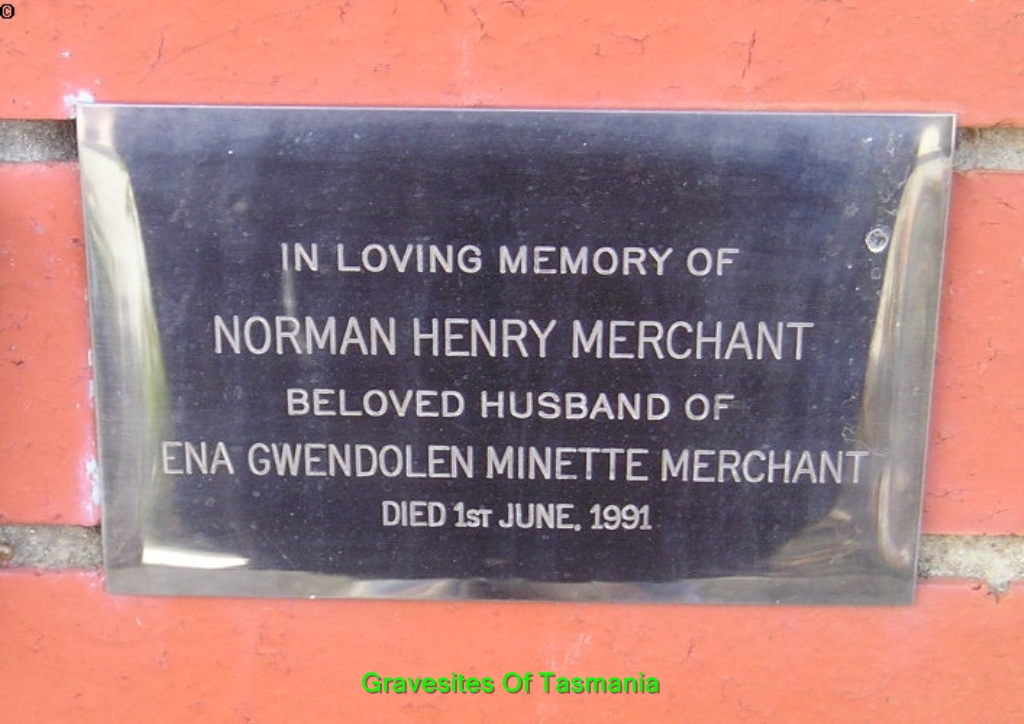 ©
IN LOVING MEMORY OF
NORMAN HENRY MERCHANT
BELOVED HUSBAND OF
ENA GWENDOLEN MINETTE MERCHANT
DIED 1ST JUNE, 1991
Gravesites Of Tasmania